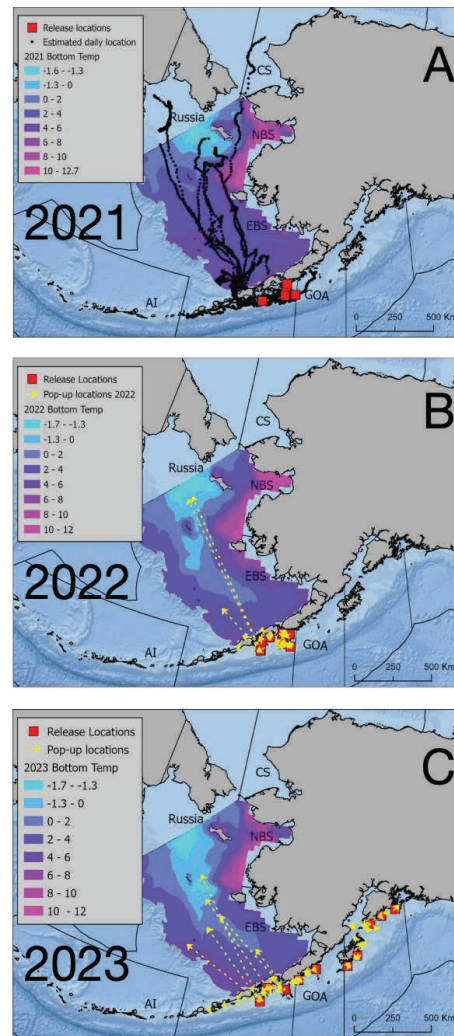 A
Release locations
Estimated daily location
2021 Bottom Temp
-1.6 - -1.3
-1.3 - 0
0 - 2
2 - 4
4 - 6
6 - 8
8 - 10
10 - 12.7
CS
Russia
NBS
2021
EBS
AI
GOA
0 250 500 Km
B
Release Locations
Pop-up locations 2022
2022 Bottom Temp
-1.7 - -1.3
-1.3 - 0
0 - 2
2 - 4
4 - 6
6 - 8
8 - 10
10 - 12
CS
Russia
NBS
2022
EBS
AI
GOA
0 250 500 Km
C
Release Locations
Pop-up locations
2023 Bottom Temp
-1.7 - -1.3
-1.3 - 0
0 - 2
2 - 4
4 - 6
6 - 8
8 - 10
10 - 12
CS
Russia
NBS
2023
EBS
AI
GOA
0 250 500 Km